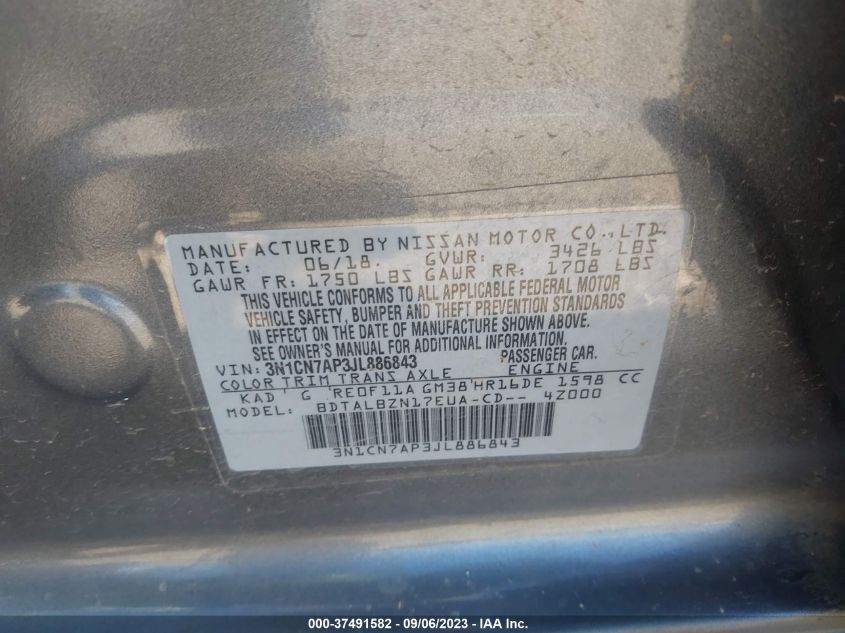 MANUFACTURED BY NISSAN MOTOR CO., LTD.
DATE: 06/18 GVWR: 3426 LBS
GAWR FR: 1750 LBS GAWR RR: 1708 LBS
THIS VEHICLE CONFORMS TO ALL APPLICABLE FEDERAL MOTOR
VEHICLE SAFETY, BUMPER AND THEFT PREVENTION STANDARDS
IN EFFECT ON THE DATE OF MANUFACTURE SHOWN ABOVE.
SEE OWNER'S MANUAL FOR ADDITIONAL INFORMATION.
VIN: 3N1CN7AP3JL886843 PASSENGER CAR.
COLOR TRIM TRANS AXLE ENGINE
KAD G RE0F11A GM38 HR16DE 1598 CC
MODEL: BDTALBZN17EUA-CD-- 4Z000
3N1CN7AP3JL886843
000-37491582 - 09/06/2023 - IAA Inc.